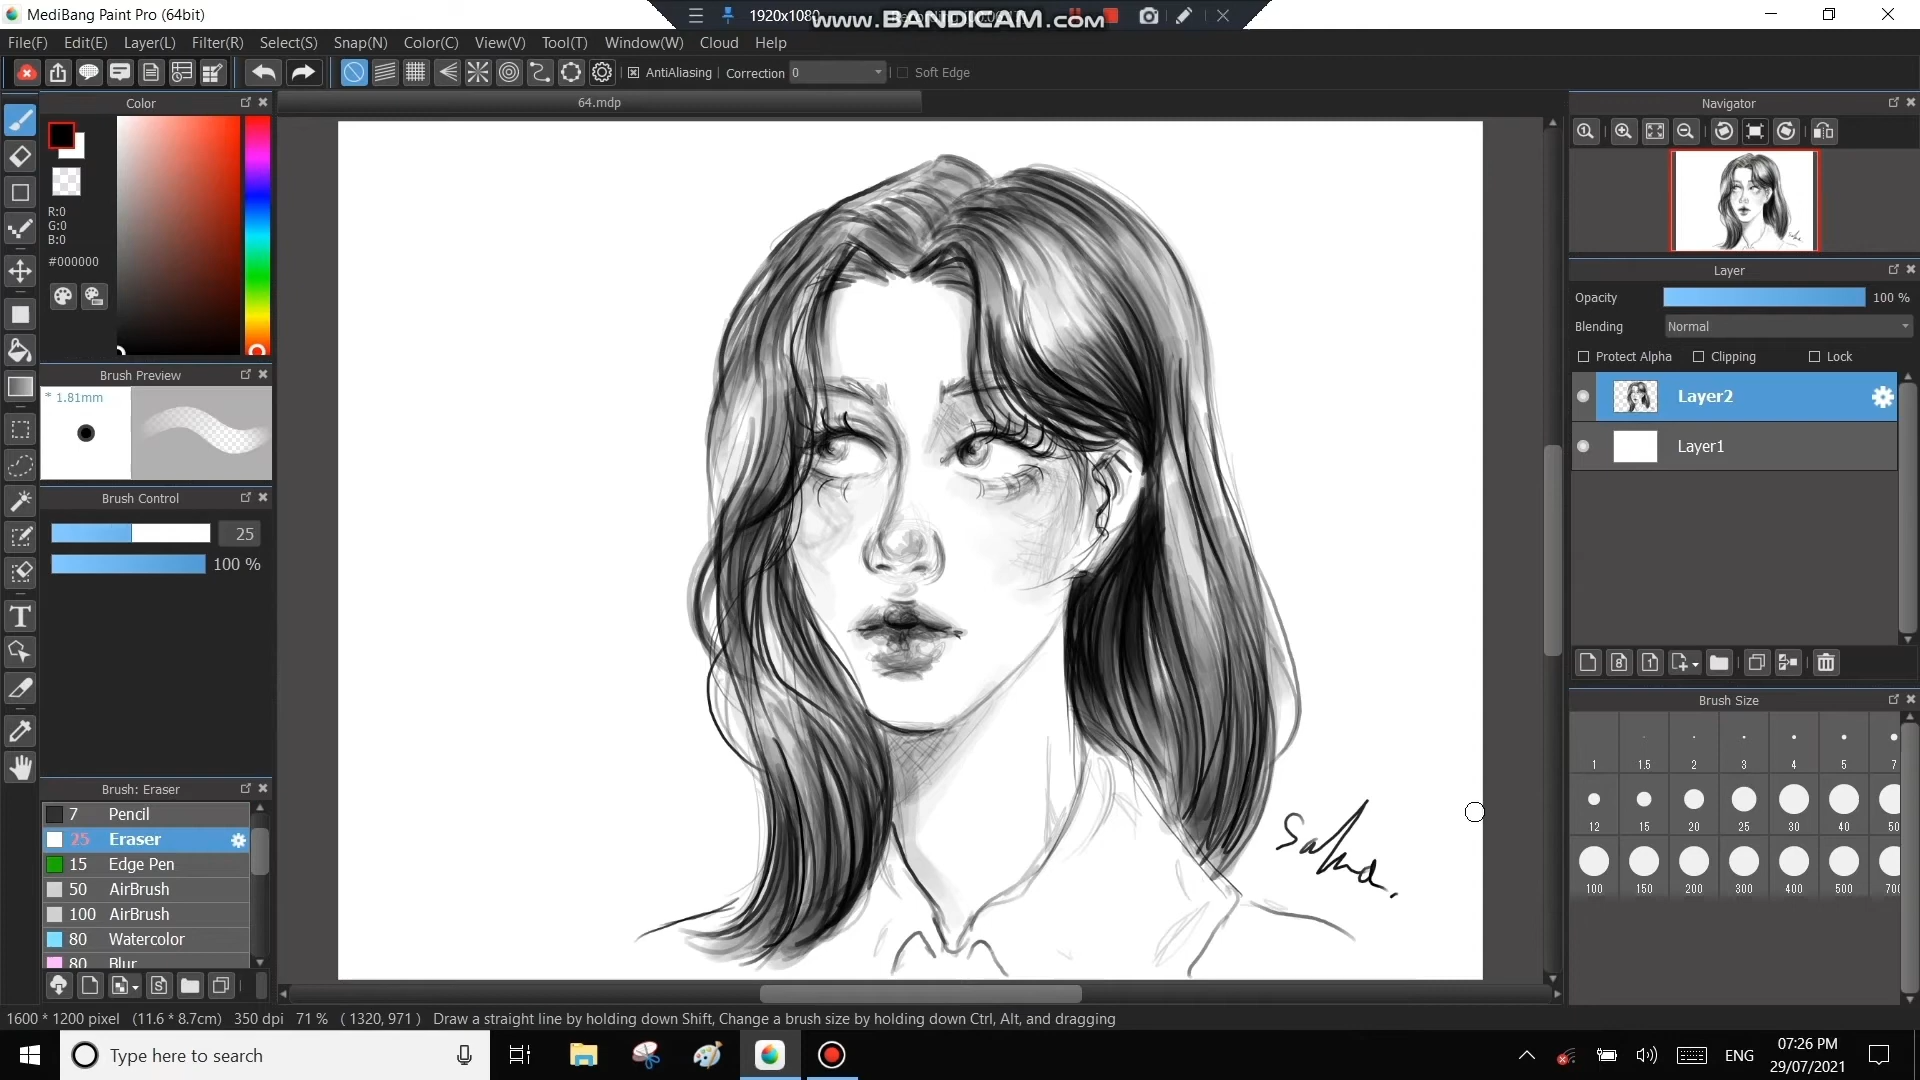 MediBang Paint Pro (64bit)
1920x1080
www.BANDICAM.com
File(F) Edit(E) Layer(L) Filter(R) Select(S) Snap(N) Color(C) View(V) Tool(T) Window(W) Cloud Help
AntiAliasing Correction 0 Soft Edge
Color
64.mdp
Navigator
R:0
G:0
B:0
#000000
Layer
Opacity 100 %
Blending Normal
Protect Alpha Clipping Lock
Brush Preview
* 1.81mm
Layer2
Layer1
Brush Control
25
100 %
Brush Size
1 1.5 2 3 4 5 7
12 15 20 25 30 40 50
100 150 200 300 400 500 700
Brush: Eraser
7 Pencil
25 Eraser
15 Edge Pen
50 AirBrush
100 AirBrush
80 Watercolor
80 Blur
1600 * 1200 pixel (11.6 * 8.7cm) 350 dpi 71 % ( 1320, 971 ) Draw a straight line by holding down Shift, Change a brush size by holding down Ctrl, Alt, and dragging
Type here to search
ENG
07:26 PM
29/07/2021